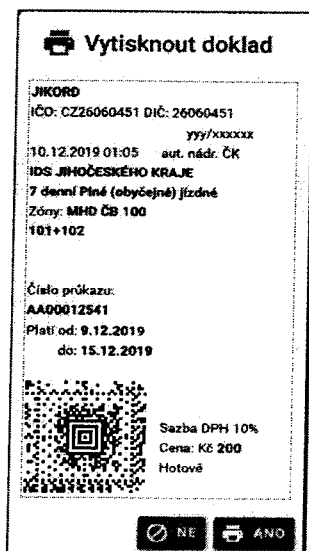 Vytisknout doklad
JIKORD
IČO: CZ26060451 DIČ: 26060451
yyy/xxxxxx
10.12.2019 01:05 aut. nádr. ČK
IDS JIHOČESKÉHO KRAJE
7 denní Plné (obyčejné) jízdné
Zóny: MHD ČB 100
101+102
Číslo průkazu:
AA00012541
Platí od: 9.12.2019
do: 15.12.2019
Sazba DPH 10%
Cena: Kč 200
Hotově
NE ANO